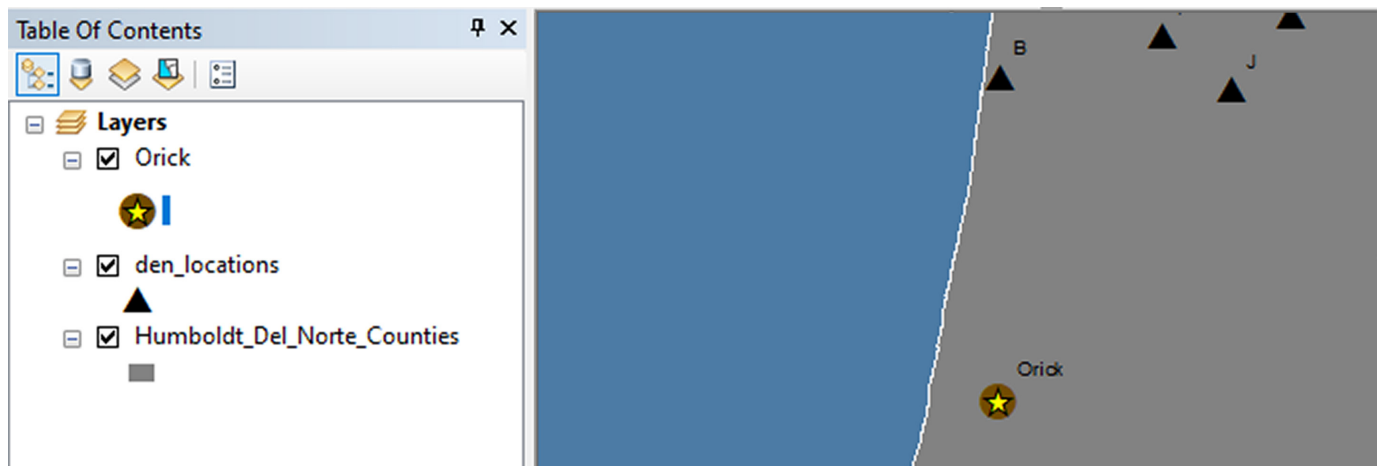 Table Of Contents
Layers
Orick
den_locations
Humboldt_Del_Norte_Counties
B
J
Orick